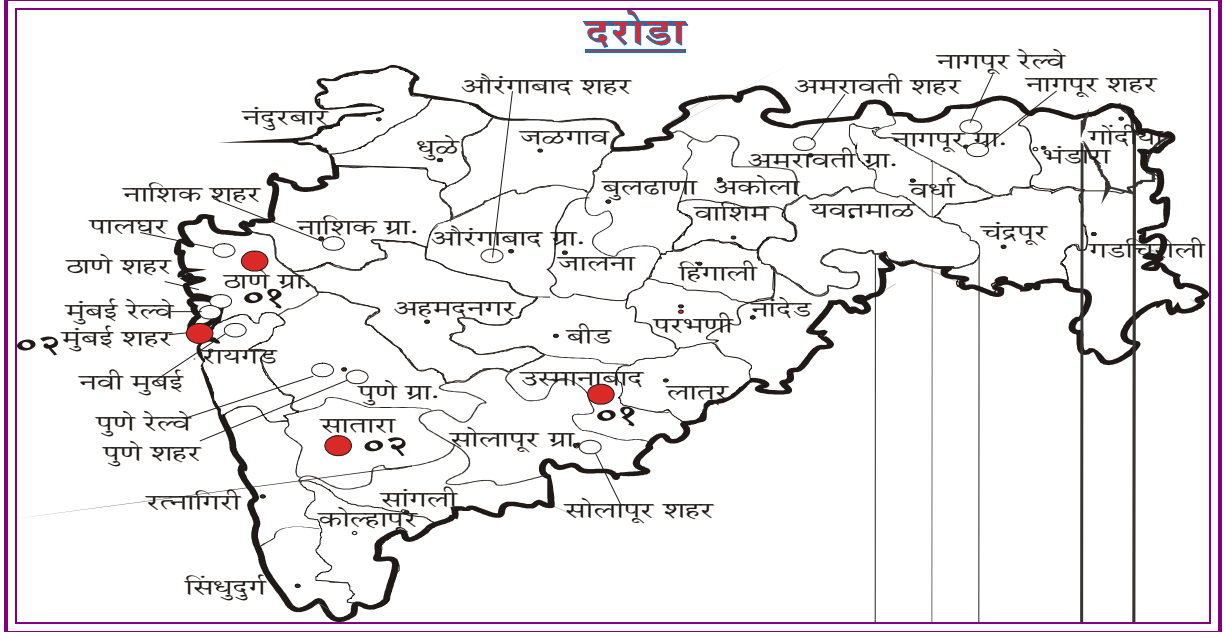 दरोडा
नागपूर रेल्वे
औरंगाबाद शहर
अमरावती शहर
नागपूर शहर
नंदुरबार
धुळे
जळगाव
नागपूर ग्रा.
गोंदीया
भंडारा
अमरावती ग्रा.
नाशिक शहर
बुलढाणा
अकोला
वर्धा
पालघर
नाशिक ग्रा.
वाशिम
यवतमाळ
औरंगाबाद ग्रा.
चंद्रपूर
गडचिरोली
ठाणे शहर
जालना
हिंगाली
ठाणे ग्रा.
०१
मुंबई रेल्वे
अहमदनगर
परभणी
नांदेड
०२
मुंबई शहर
बीड
रायगड
नवी मुबई
पुणे ग्रा.
उस्मानाबाद
लातर
०१
पुणे रेल्वे
सातारा
०२
सोलापूर ग्रा.
पुणे शहर
रत्नागिरी
सांगली
कोल्हापूर
सोलापूर शहर
सिंधुदुर्ग